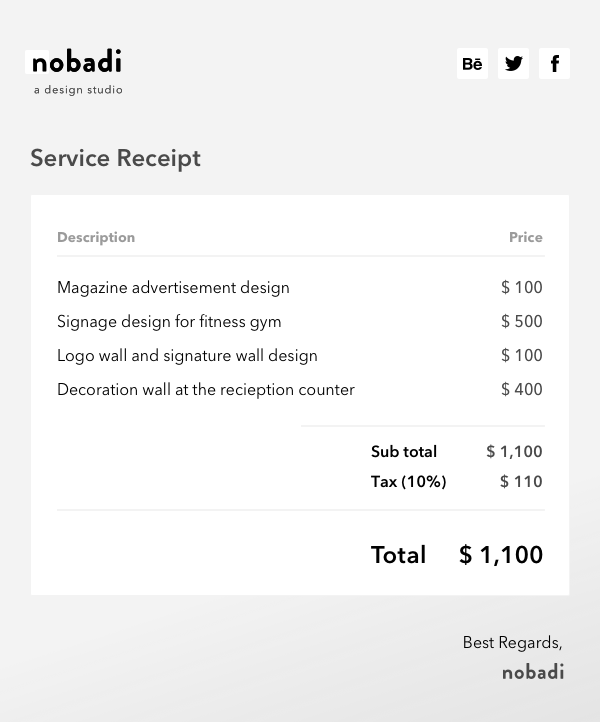 nobadi
a design studio
Bē
Service Receipt
Description Price
Magazine advertisement design $ 100
Signage design for fitness gym $ 500
Logo wall and signature wall design $ 100
Decoration wall at the recieption counter $ 400
Sub total $ 1,100
Tax (10%) $ 110
Total $ 1,100
Best Regards,
nobadi